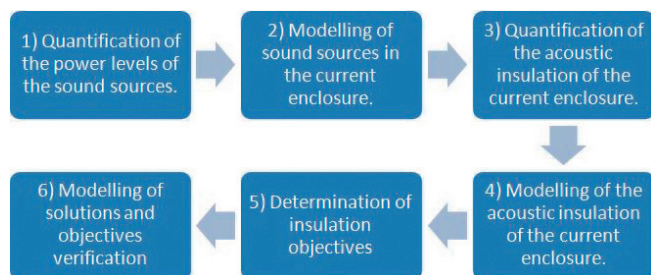 1) Quantification of
the power levels of
the sound sources.
2) Modelling of
sound sources in
the current
enclosure.
3) Quantification of
the acoustic
insulation of the
current enclosure.
4) Modelling of the
acoustic insulation
of the current
enclosure.
5) Determination of
insulation
objectives
6) Modelling of
solutions and
objectives
verification